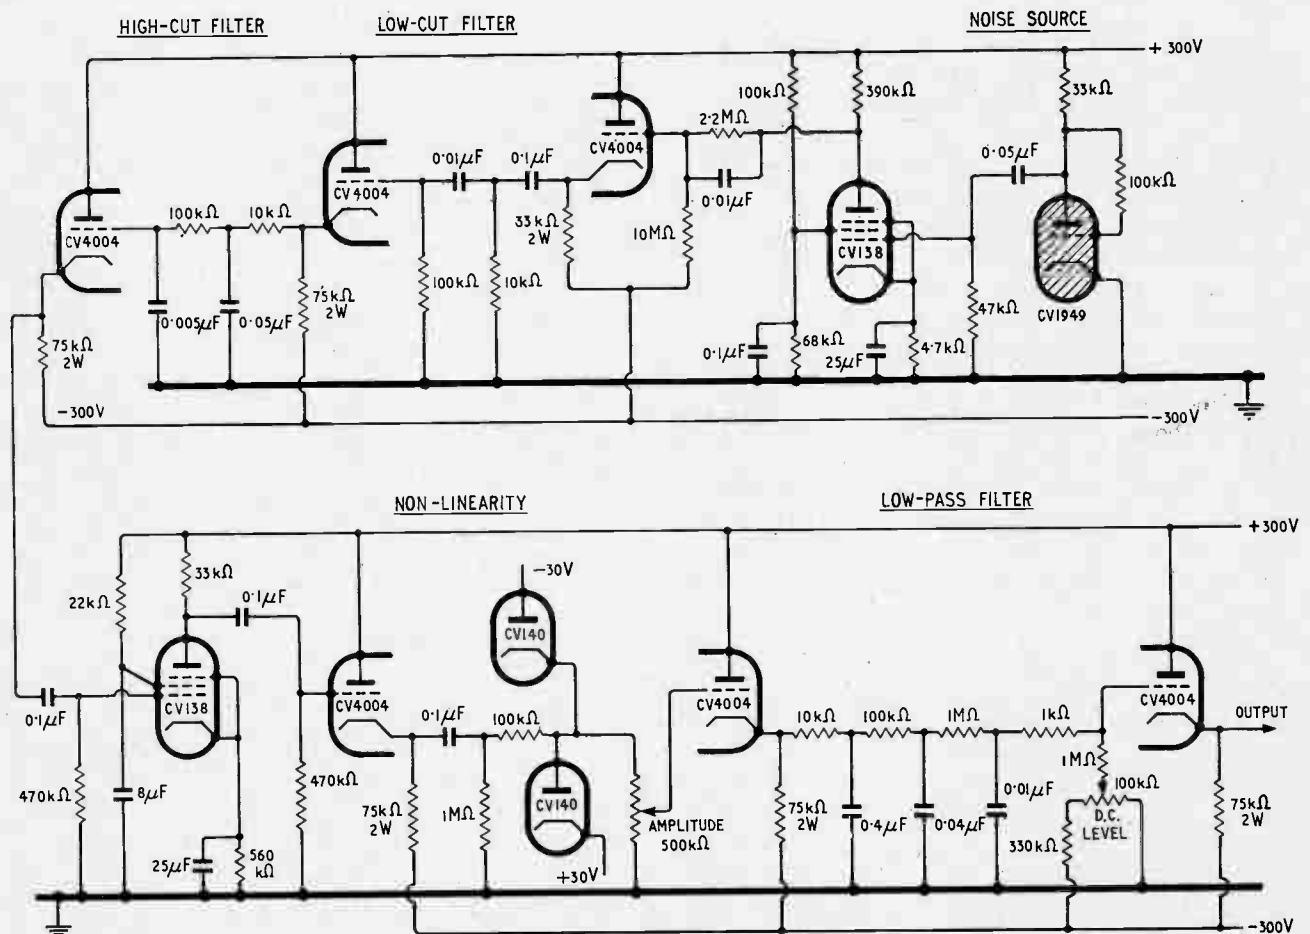 HIGH-CUT FILTER
LOW-CUT FILTER
NOISE SOURCE
+300V
100kΩ
390kΩ
33kΩ
2·2MΩ
CV4004
0·01μF
0·1μF
0·05μF
100kΩ
CV4004
0·01μF
CV4004
100kΩ
10kΩ
33kΩ
2W
10MΩ
CV138
100kΩ
10kΩ
75kΩ
2W
47kΩ
CV1949
0·005μF
0·05μF
75kΩ
2W
0·1μF
68kΩ
25μF
4·7kΩ
-300V
-300V
NON-LINEARITY
LOW-PASS FILTER
+300V
33kΩ
-30V
22kΩ
0·1μF
CV140
CV4004
CV4004
CV4004
0·1μF
CV138
0·1μF
100kΩ
10kΩ
100kΩ
1MΩ
1kΩ
OUTPUT
1MΩ
470kΩ
8μF
470kΩ
75kΩ
2W
1MΩ
CV140
AMPLITUDE
500kΩ
75kΩ
2W
0·4μF
0·04μF
0·01μF
100kΩ
D.C.
LEVEL
330kΩ
75kΩ
2W
25μF
560
kΩ
+30V
-300V